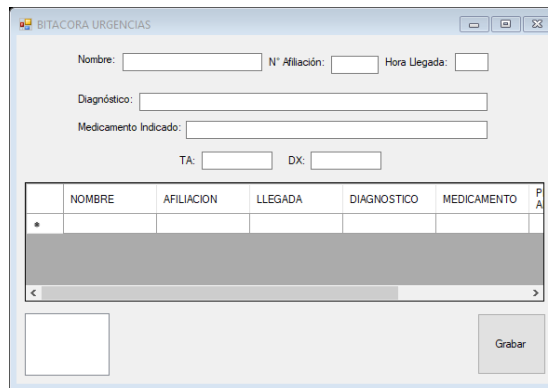 BITACORA URGENCIAS
Nombre: N° Afiliación: Hora Llegada:
Diagnóstico:
Medicamento Indicado:
TA: DX:
NOMBRE AFILIACION LLEGADA DIAGNOSTICO MEDICAMENTO
Grabar